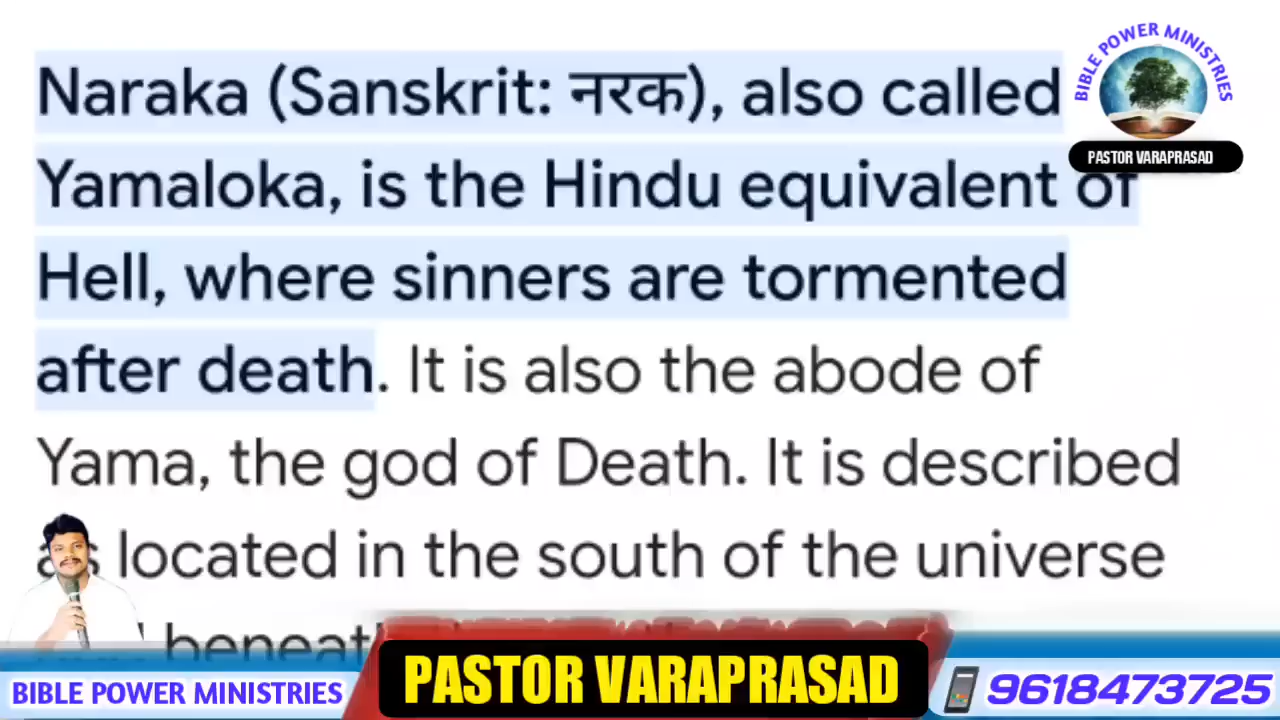 Naraka (Sanskrit: नरक), also called
Yamaloka, is the Hindu equivalent of
Hell, where sinners are tormented
after death. It is also the abode of
Yama, the god of Death. It is described
as located in the south of the universe
beneath
BIBLE POWER MINISTRIES
PASTOR VARAPRASAD
BIBLE POWER MINISTRIES
PASTOR VARAPRASAD
9618473725